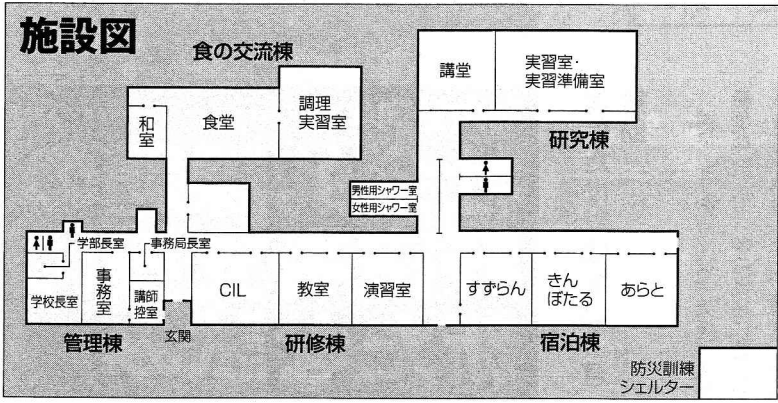 施設図
食の交流棟
講堂
実習室・
実習準備室
調理
実習室
和室
食堂
研究棟
男性用シャワー室
女性用シャワー室
学部長室
事務局長室
学校長室
事務室
講師
控室
CIL
教室
演習室
すずらん
きん
ぼたる
あらと
管理棟
玄関
研修棟
宿泊棟
防災訓練
シェルター